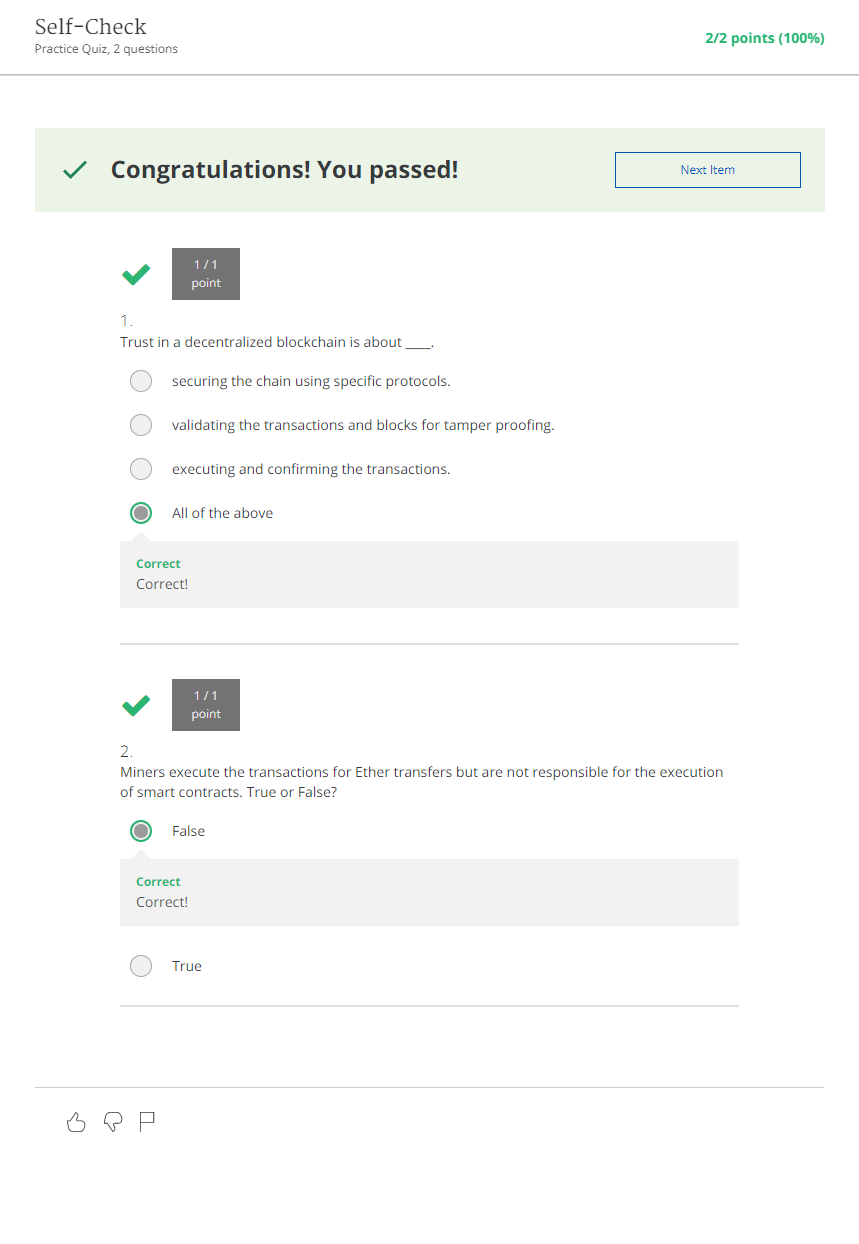 Self-Check
Practice Quiz, 2 questions
2/2 points (100%)
Congratulations! You passed!
Next Item
1 / 1
point
1.
Trust in a decentralized blockchain is about ____.
securing the chain using specific protocols.
validating the transactions and blocks for tamper proofing.
executing and confirming the transactions.
All of the above
Correct
Correct!
1 / 1
point
2.
Miners execute the transactions for Ether transfers but are not responsible for the execution
of smart contracts. True or False?
False
Correct
Correct!
True